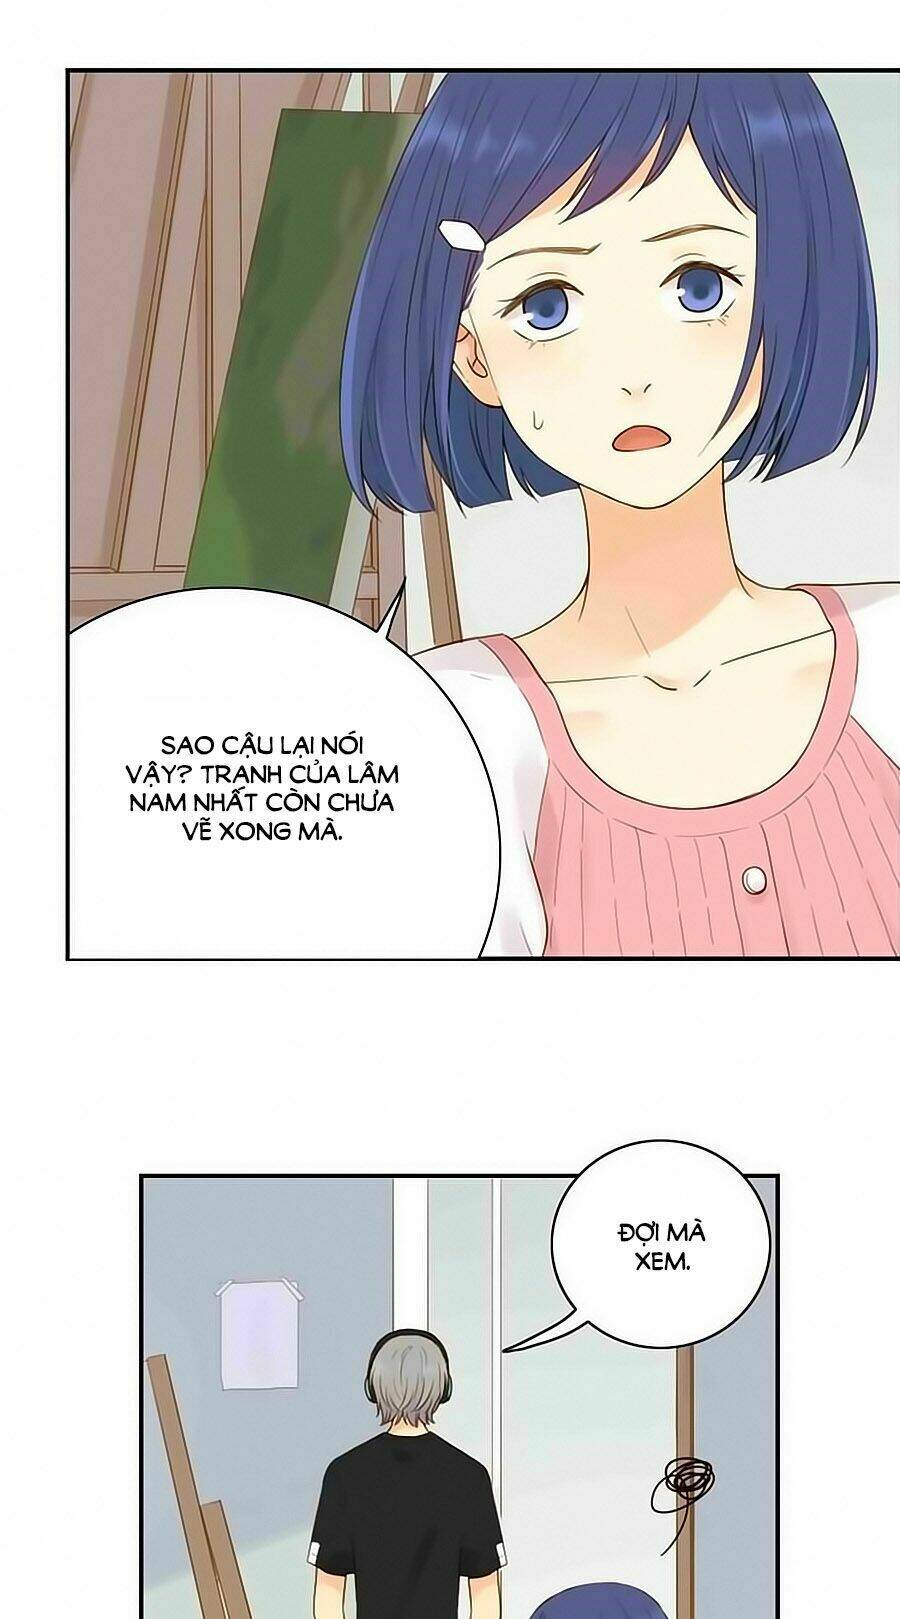 SAO CẬU LẠI NÓI
VẬY? TRANH CỦA LÂM
NAM NHẤT CÒN CHƯA
VẼ XONG MÀ.
ĐỢI MÀ
XEM.